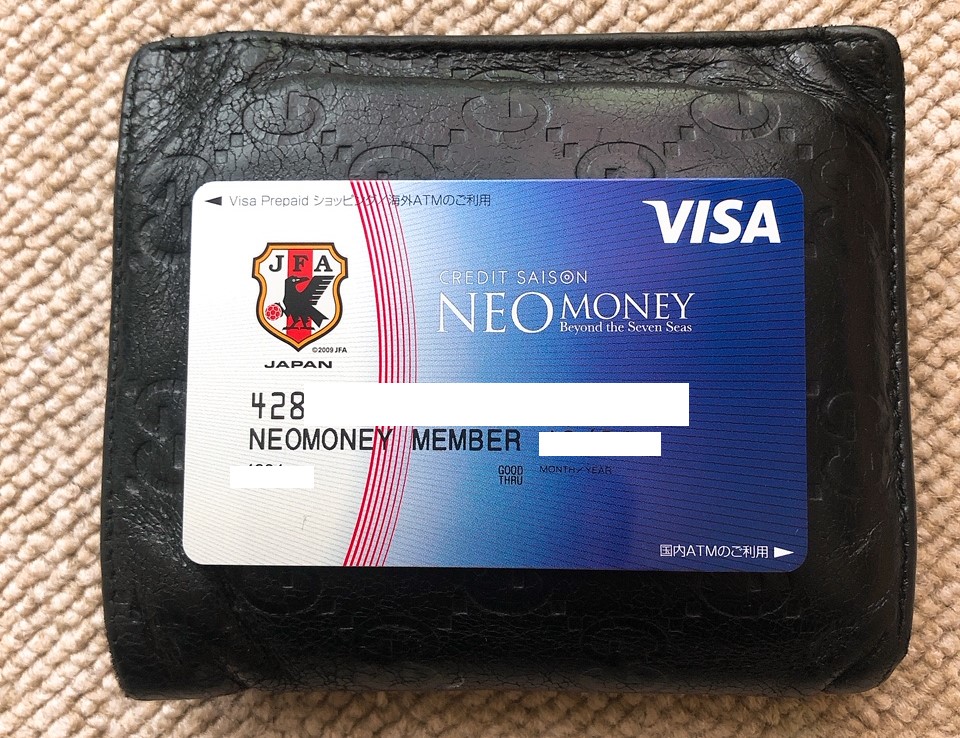 ◀ Visa Prepaid ショッピング/海外ATMのご利用
VISA
JFA
©2009 JFA
JAPAN
CREDIT SAISON
NEO MONEY
Beyond the Seven Seas
428
NEOMONEY MEMBER
GOOD THRU
MONTH/YEAR
国内ATMのご利用 ▶